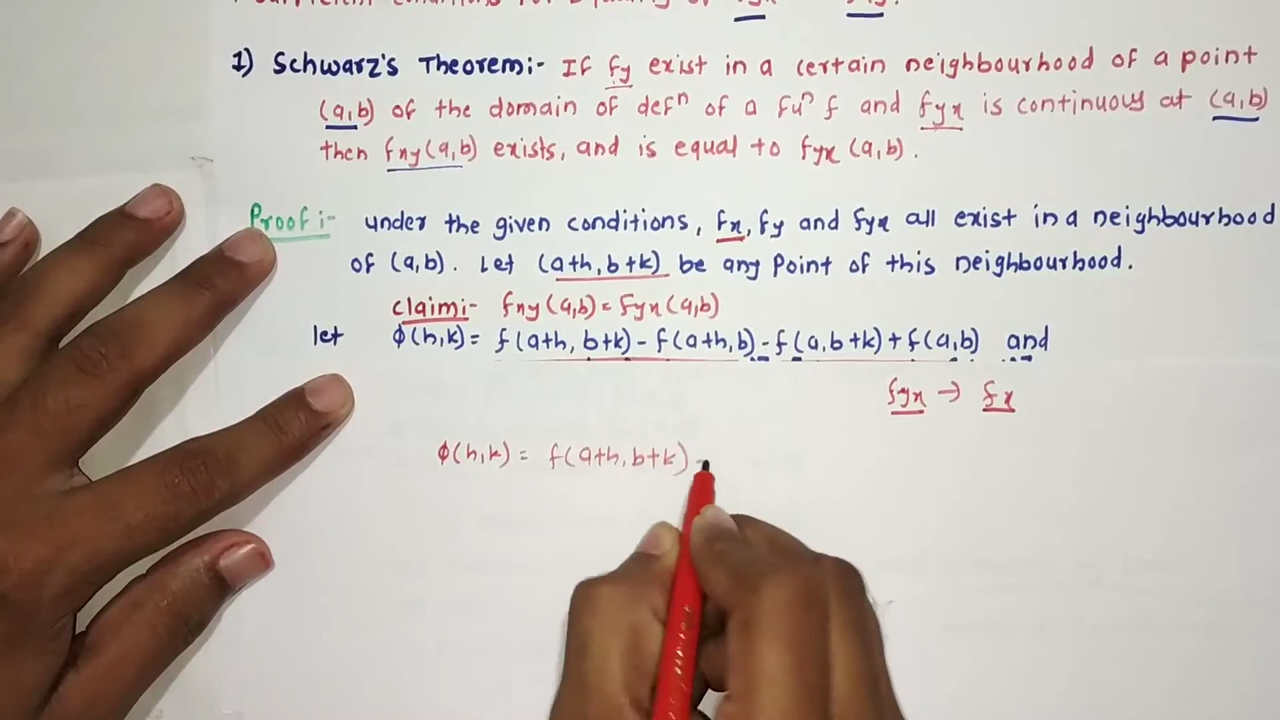 1) Schwarz's Theorem:- If fy exist in a certain neighbourhood of a point
(a,b) of the domain of defⁿ of a fuⁿ f and fyx is continuous at (a,b)
then fxy(a,b) exists, and is equal to fyx (a,b).
Proof:- under the given conditions, fx, fy and fyx all exist in a neighbourhood
of (a,b). Let (a+h, b+k) be any point of this neighbourhood.
claim:- fxy(a,b) = fyx(a,b)
let ϕ(h,k) = f(a+h, b+k) - f(a+h, b) - f(a, b+k) + f(a,b) and
fyx → fx
ϕ(h,k) = f(a+h, b+k) -